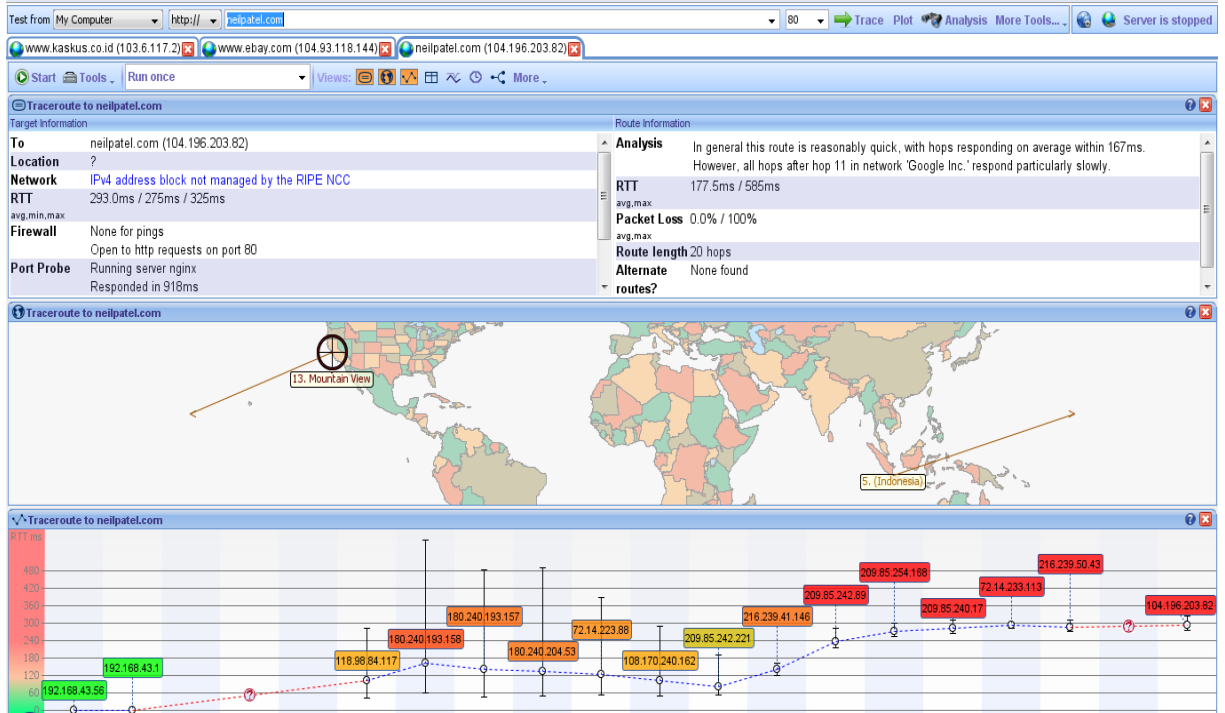 Test from My Computer http:// neilpatel.com 80 Trace Plot Analysis More Tools... Server is stopped
www.kaskus.co.id (103.6.117.2) www.ebay.com (104.93.118.144) neilpatel.com (104.196.203.82)
Start Tools Run once Views: More
Traceroute to neilpatel.com
Target Information
To neilpatel.com (104.196.203.82)
Location ?
Network IPv4 address block not managed by the RIPE NCC
RTT 293.0ms / 275ms / 325ms
avg,min,max
Firewall None for pings
Open to http requests on port 80
Port Probe Running server nginx
Responded in 918ms
Route Information
Analysis In general this route is reasonably quick, with hops responding on average within 167ms.
However, all hops after hop 11 in network 'Google Inc.' respond particularly slowly.
RTT 177.5ms / 585ms
avg,max
Packet Loss 0.0% / 100%
avg,max
Route length 20 hops
Alternate None found
routes?
Traceroute to neilpatel.com
13. Mountain View
5. (Indonesia)
Traceroute to neilpatel.com
RTT ms
480
420
360
300
240
180
120
60
0
192.168.43.56
192.168.43.1
?
118.98.84.117
180.240.193.158
180.240.193.157
180.240.204.53
72.14.223.88
108.170.240.162
209.85.242.221
216.239.41.146
209.85.242.89
209.85.254.168
209.85.240.17
72.14.233.113
216.239.50.43
?
104.196.203.82